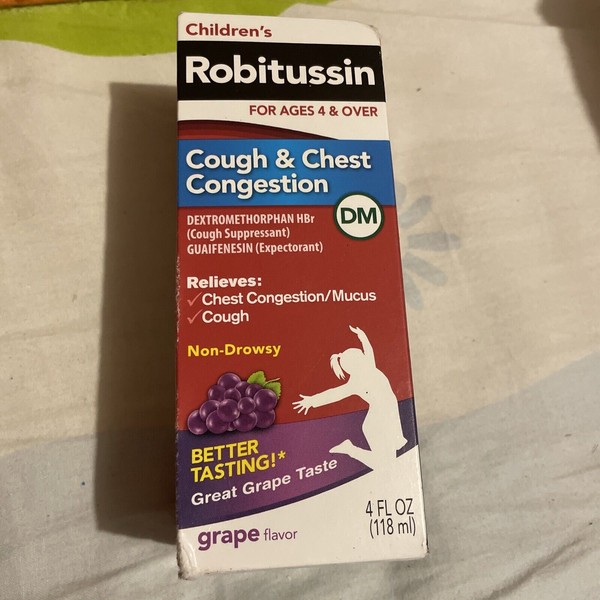 Children's
Robitussin
FOR AGES 4 & OVER
Cough & Chest
Congestion
DM
DEXTROMETHORPHAN HBr
(Cough Suppressant)
GUAIFENESIN (Expectorant)
Relieves:
Chest Congestion/Mucus
Cough
Non-Drowsy
BETTER
TASTING!*
Great Grape Taste
4 FL OZ
(118 ml)
grape flavor